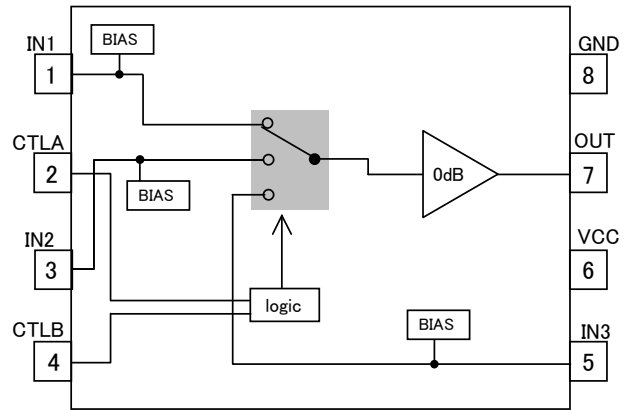 IN1
1
BIAS
GND
8
CTLA
2
BIAS
0dB
OUT
7
IN2
3
VCC
6
logic
CTLB
4
BIAS
IN3
5